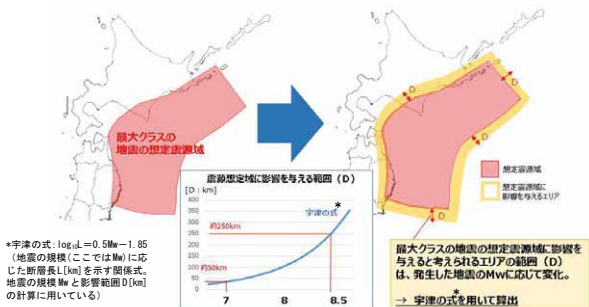 最大クラスの
地震の想定震源域
*宇津の式：log₁₀L＝0.5Mw－1.85
（地震の規模（ここではMw）に応
じた断層長L[km]を示す関係式。
地震の規模Mwと影響範囲D[km]
の計算に用いている）
震源想定域に影響を与える範囲（D）
[D：km]
400
350
300
250
200
150
100
50
0
約250km
約50km
宇津の式*
7
8
8.5
D
D
D
D
想定震源域
想定震源域に
影響を与えるエリア
最大クラスの地震の想定震源域に影響を
与えると考えられるエリアの範囲（D）
は、発生した地震のMwに応じて変化。
→ 宇津の式*を用いて算出